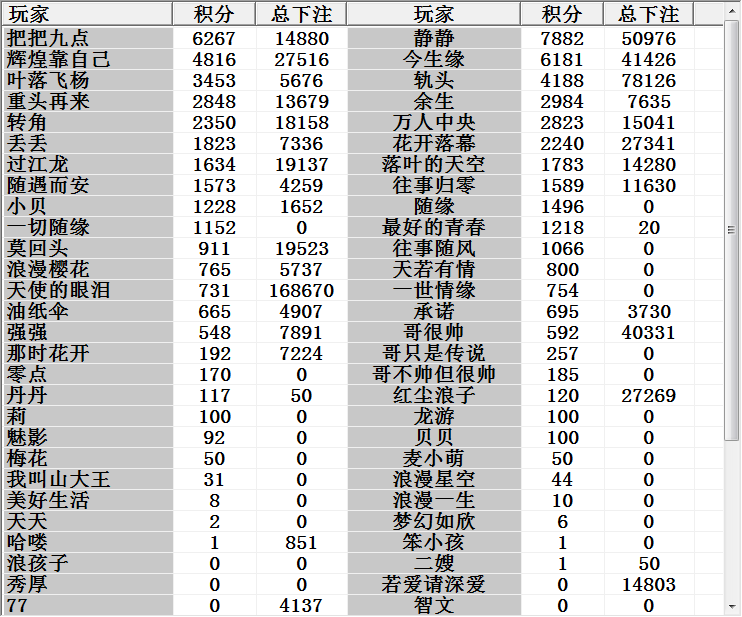 玩家 积分 总下注 玩家 积分 总下注
把把九点 6267 14880 静静 7882 50976
辉煌靠自己 4816 27516 今生缘 6181 41426
叶落飞杨 3453 5676 轨头 4188 78126
重头再来 2848 13679 余生 2984 7635
转角 2350 18158 万人中央 2823 15041
丢丢 1823 7336 花开落幕 2240 27341
过江龙 1634 19137 落叶的天空 1783 14280
随遇而安 1573 4259 往事归零 1589 11630
小贝 1228 1652 随缘 1496 0
一切随缘 1152 0 最好的青春 1218 20
莫回头 911 19523 往事随风 1066 0
浪漫樱花 765 5737 天若有情 800 0
天使的眼泪 731 168670 一世情缘 754 0
油纸伞 665 4907 承诺 695 3730
强强 548 7891 哥很帅 592 40331
那时花开 192 7224 哥只是传说 257 0
零点 170 0 哥不帅但很帅 185 0
丹丹 117 50 红尘浪子 120 27269
莉 100 0 龙游 100 0
魅影 92 0 贝贝 100 0
梅花 50 0 麦小萌 50 0
我叫山大王 31 0 浪漫星空 44 0
美好生活 8 0 浪漫一生 10 0
天天 2 0 梦幻如欣 6 0
哈喽 1 851 笨小孩 1 0
浪孩子 0 0 二嫂 1 50
秀厚 0 0 若爱请深爱 0 14803
77 0 4137 智文 0 0